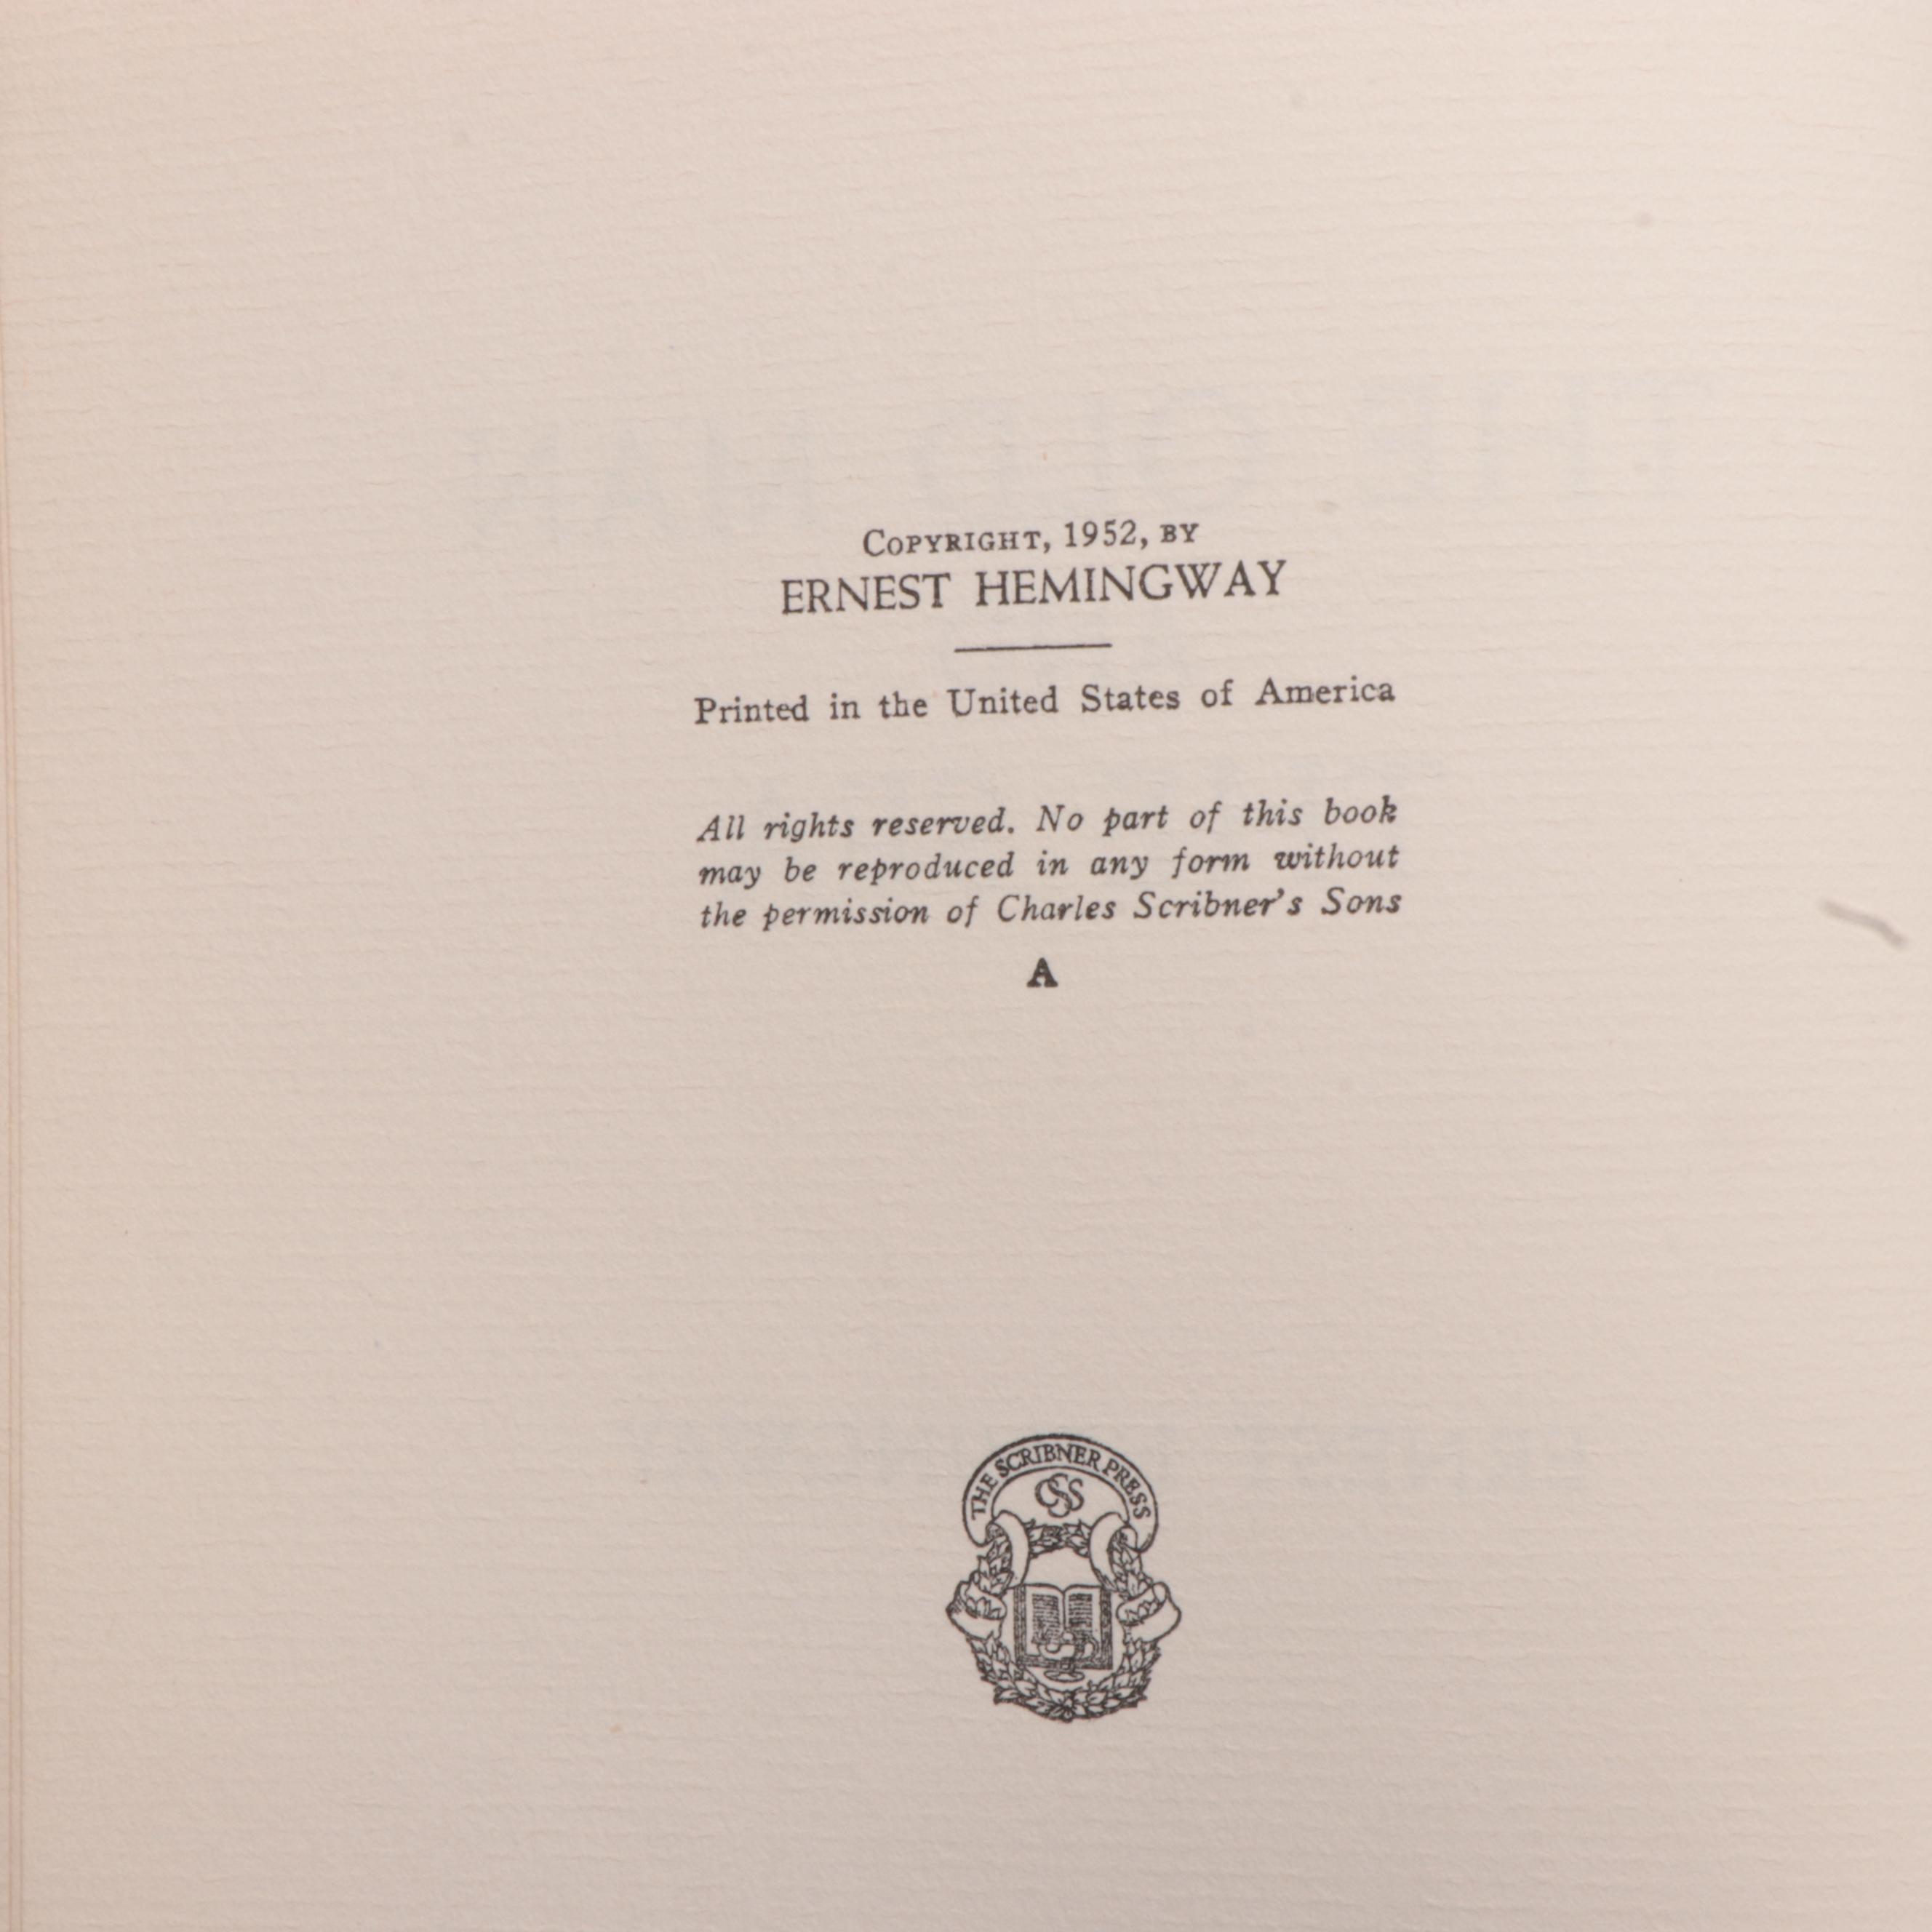 COPYRIGHT, 1952, BY
ERNEST HEMINGWAY
Printed in the United States of America
All rights reserved. No part of this book
may be reproduced in any form without
the permission of Charles Scribner's Sons
A
THE SCRIBNER PRESS
CSS